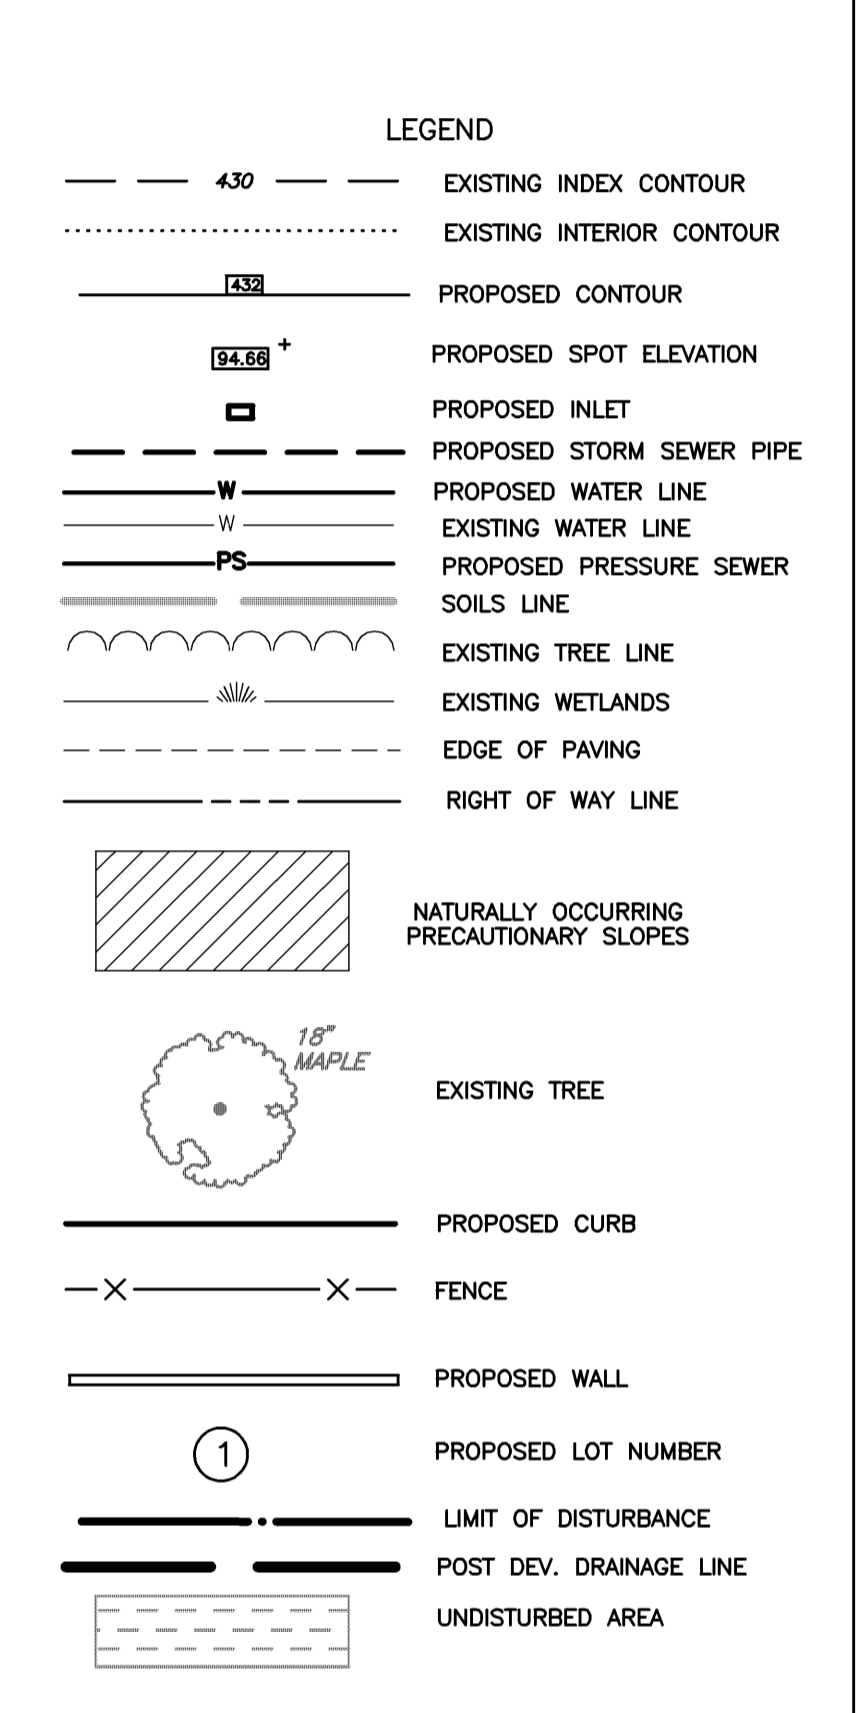 LEGEND
430 EXISTING INDEX CONTOUR
EXISTING INTERIOR CONTOUR
432 PROPOSED CONTOUR
94.66 + PROPOSED SPOT ELEVATION
PROPOSED INLET
PROPOSED STORM SEWER PIPE
W PROPOSED WATER LINE
W EXISTING WATER LINE
PS PROPOSED PRESSURE SEWER
SOILS LINE
EXISTING TREE LINE
EXISTING WETLANDS
EDGE OF PAVING
RIGHT OF WAY LINE
NATURALLY OCCURRING
PRECAUTIONARY SLOPES
18"
MAPLE
EXISTING TREE
PROPOSED CURB
FENCE
PROPOSED WALL
1 PROPOSED LOT NUMBER
LIMIT OF DISTURBANCE
POST DEV. DRAINAGE LINE
UNDISTURBED AREA